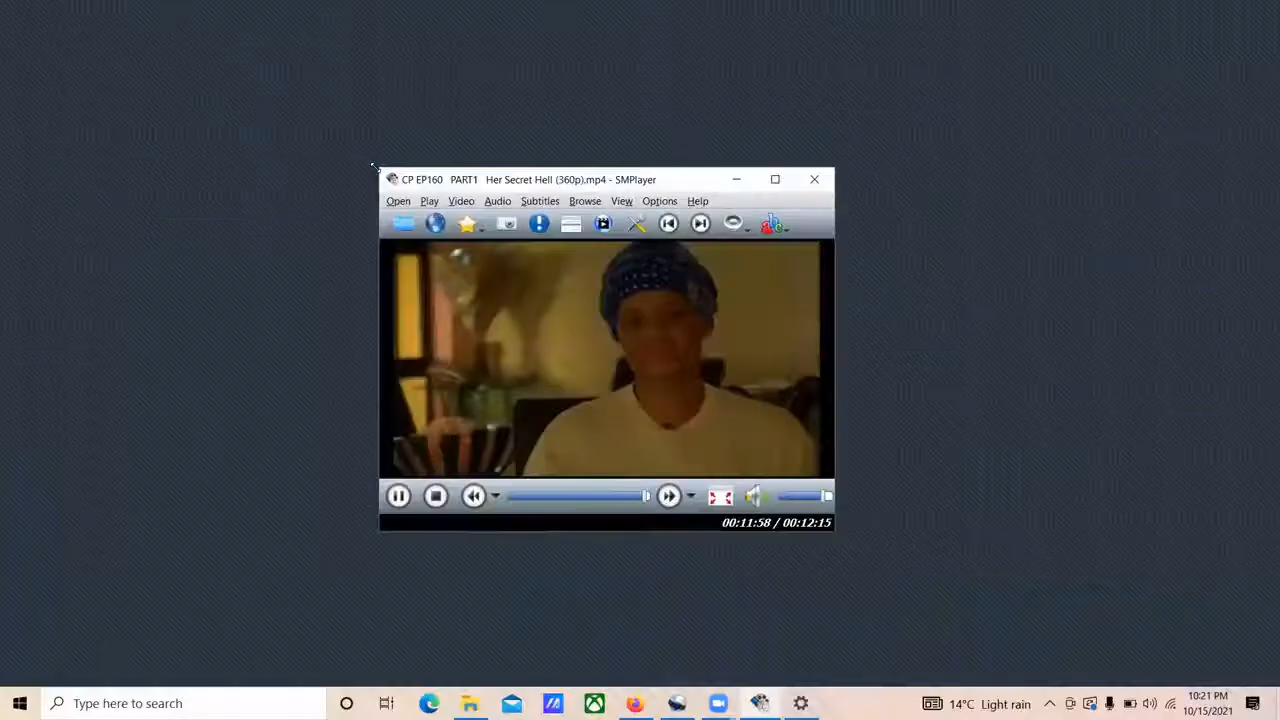 CP EP160 PART1 Her Secret Hell (360p).mp4 - SMPlayer
Open Play Video Audio Subtitles Browse View Options Help
00:11:58 / 00:12:15
Type here to search
14°C Light rain
10:21 PM
10/15/2021